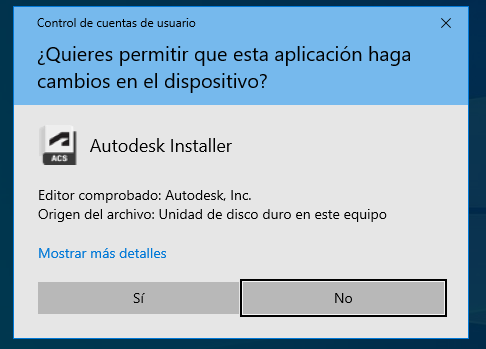 Control de cuentas de usuario
¿Quieres permitir que esta aplicación haga
cambios en el dispositivo?
ACS
Autodesk Installer
Editor comprobado: Autodesk, Inc.
Origen del archivo: Unidad de disco duro en este equipo
Mostrar más detalles
Sí
No